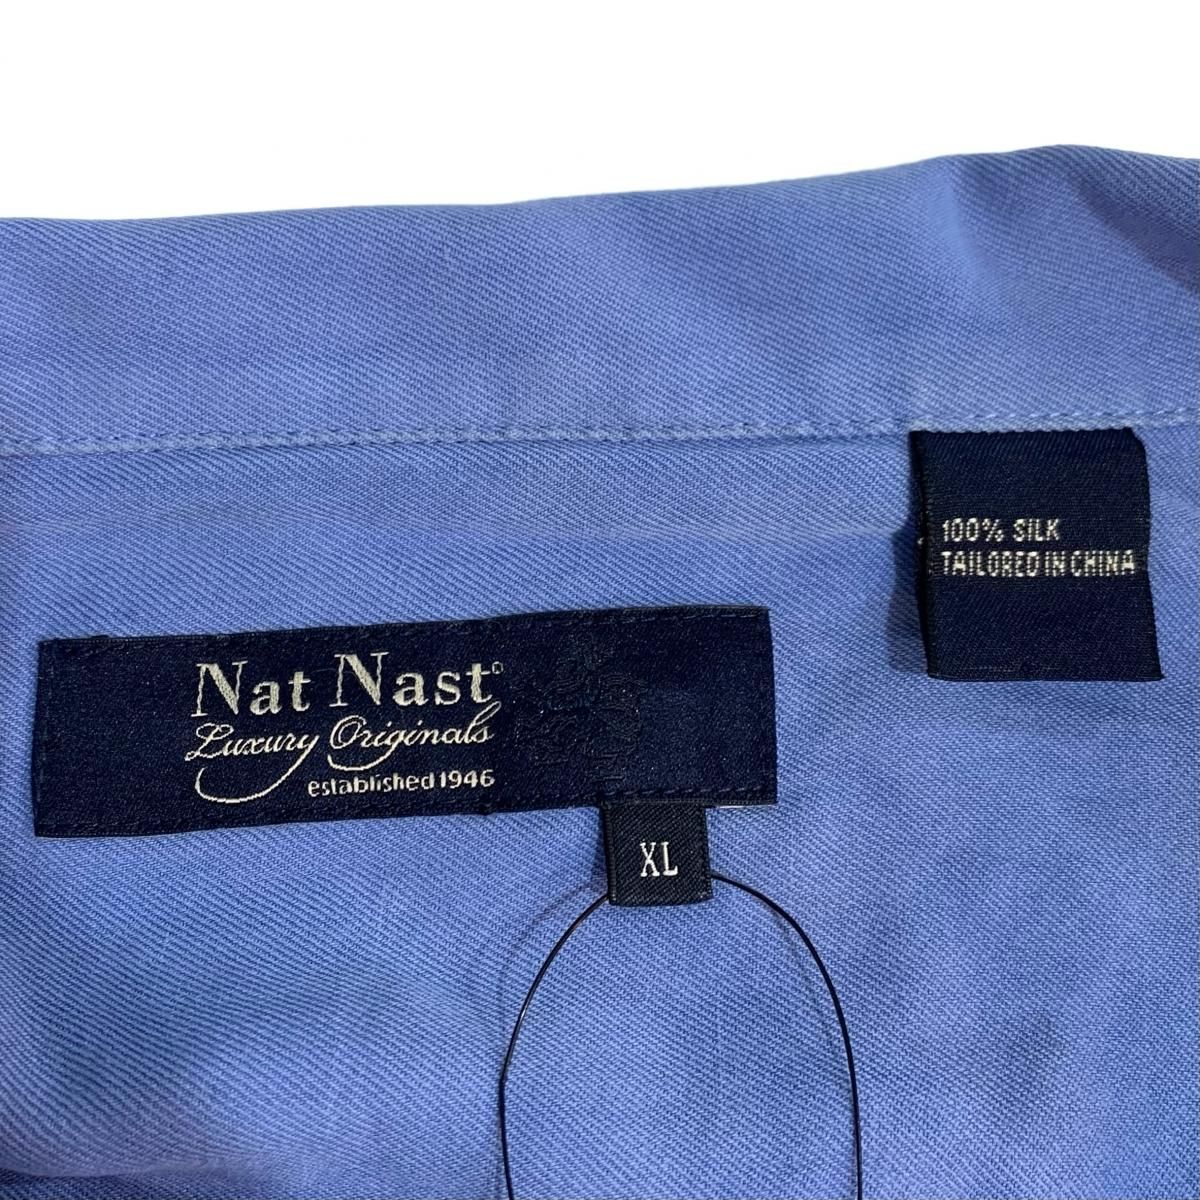 100% SILK
TAILORED IN CHINA
Nat Nast®
Luxury Originals
established 1946
XL